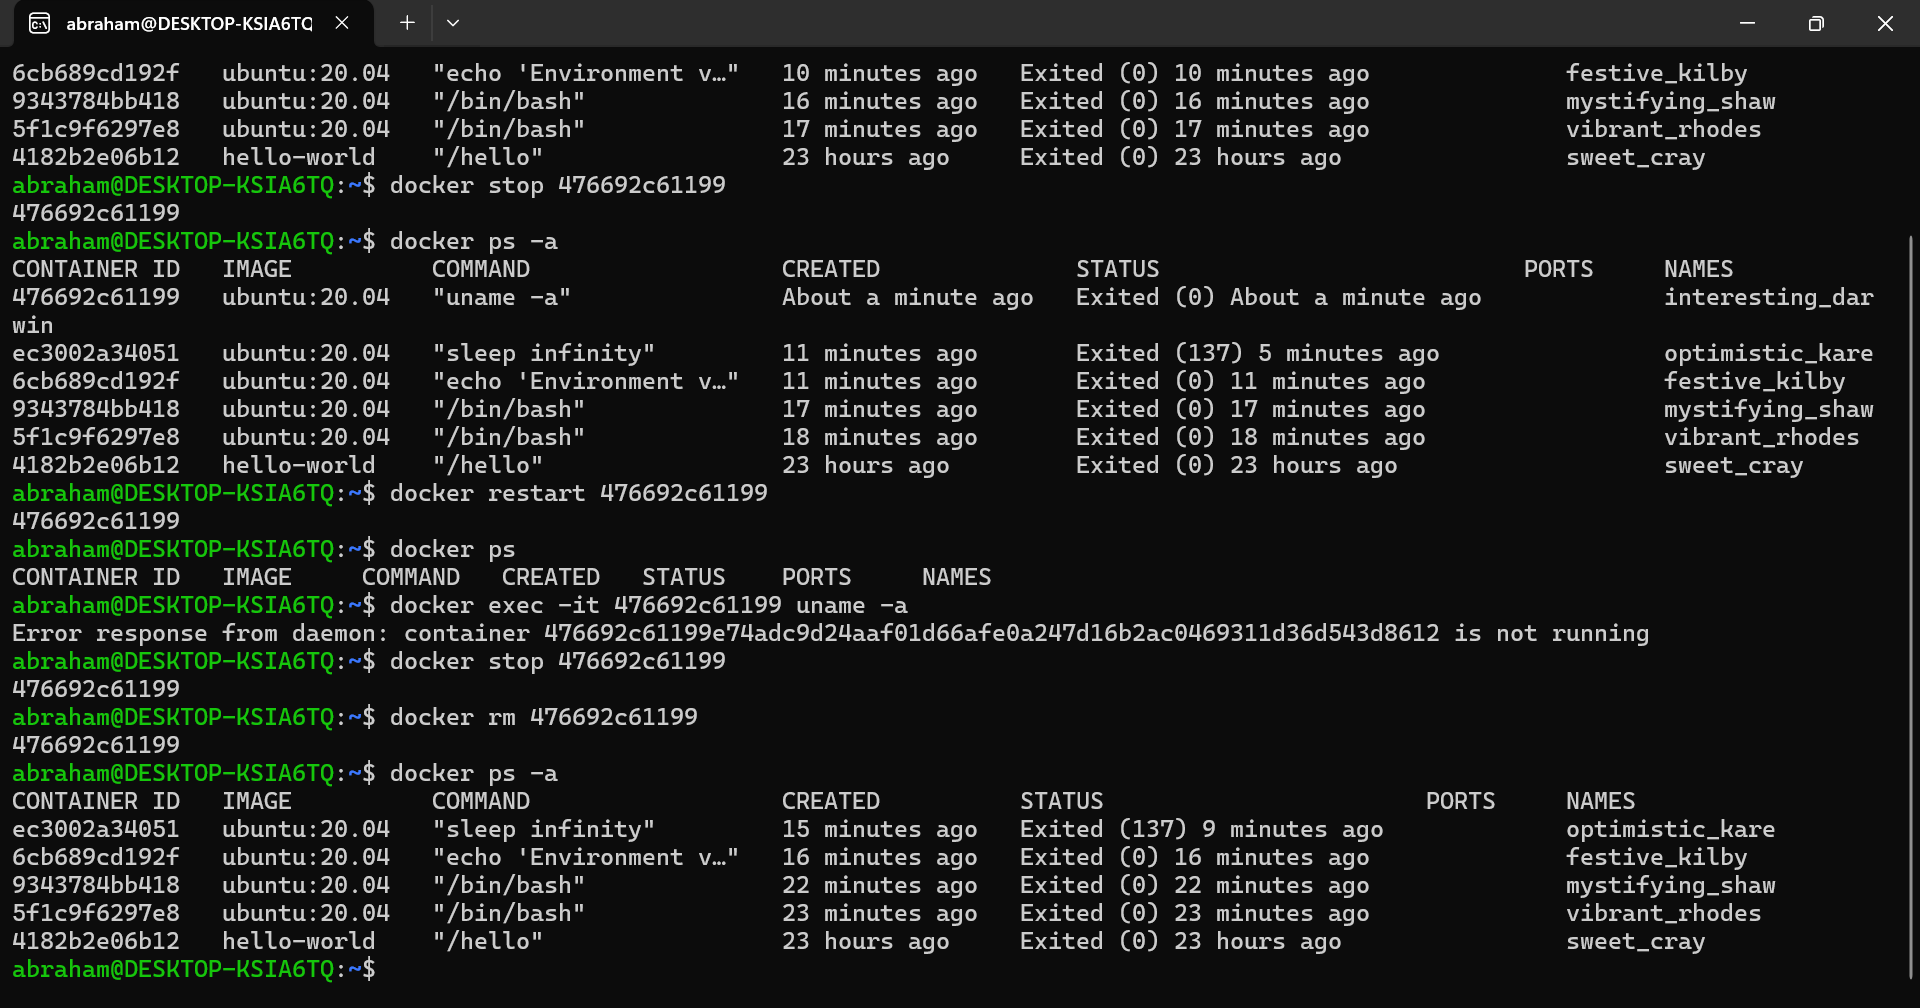 abraham@DESKTOP-KSIA6TQ
6cb689cd192f   ubuntu:20.04   "echo 'Environment v…"   10 minutes ago   Exited (0) 10 minutes ago              festive_kilby
9343784bb418   ubuntu:20.04   "/bin/bash"              16 minutes ago   Exited (0) 16 minutes ago              mystifying_shaw
5f1c9f6297e8   ubuntu:20.04   "/bin/bash"              17 minutes ago   Exited (0) 17 minutes ago              vibrant_rhodes
4182b2e06b12   hello-world    "/hello"                 23 hours ago     Exited (0) 23 hours ago                sweet_cray
abraham@DESKTOP-KSIA6TQ:~$ docker stop 476692c61199
476692c61199
abraham@DESKTOP-KSIA6TQ:~$ docker ps -a
CONTAINER ID   IMAGE          COMMAND                  CREATED              STATUS                          PORTS     NAMES
476692c61199   ubuntu:20.04   "uname -a"               About a minute ago   Exited (0) About a minute ago             interesting_dar
win
ec3002a34051   ubuntu:20.04   "sleep infinity"         11 minutes ago       Exited (137) 5 minutes ago                optimistic_kare
6cb689cd192f   ubuntu:20.04   "echo 'Environment v…"   11 minutes ago       Exited (0) 11 minutes ago                 festive_kilby
9343784bb418   ubuntu:20.04   "/bin/bash"              17 minutes ago       Exited (0) 17 minutes ago                 mystifying_shaw
5f1c9f6297e8   ubuntu:20.04   "/bin/bash"              18 minutes ago       Exited (0) 18 minutes ago                 vibrant_rhodes
4182b2e06b12   hello-world    "/hello"                 23 hours ago         Exited (0) 23 hours ago                   sweet_cray
abraham@DESKTOP-KSIA6TQ:~$ docker restart 476692c61199
476692c61199
abraham@DESKTOP-KSIA6TQ:~$ docker ps
CONTAINER ID   IMAGE     COMMAND   CREATED   STATUS    PORTS     NAMES
abraham@DESKTOP-KSIA6TQ:~$ docker exec -it 476692c61199 uname -a
Error response from daemon: container 476692c61199e74adc9d24aaf01d66afe0a247d16b2ac0469311d36d543d8612 is not running
abraham@DESKTOP-KSIA6TQ:~$ docker stop 476692c61199
476692c61199
abraham@DESKTOP-KSIA6TQ:~$ docker rm 476692c61199
476692c61199
abraham@DESKTOP-KSIA6TQ:~$ docker ps -a
CONTAINER ID   IMAGE          COMMAND                  CREATED          STATUS                       PORTS     NAMES
ec3002a34051   ubuntu:20.04   "sleep infinity"         15 minutes ago   Exited (137) 9 minutes ago             optimistic_kare
6cb689cd192f   ubuntu:20.04   "echo 'Environment v…"   16 minutes ago   Exited (0) 16 minutes ago              festive_kilby
9343784bb418   ubuntu:20.04   "/bin/bash"              22 minutes ago   Exited (0) 22 minutes ago              mystifying_shaw
5f1c9f6297e8   ubuntu:20.04   "/bin/bash"              23 minutes ago   Exited (0) 23 minutes ago              vibrant_rhodes
4182b2e06b12   hello-world    "/hello"                 23 hours ago     Exited (0) 23 hours ago                sweet_cray
abraham@DESKTOP-KSIA6TQ:~$